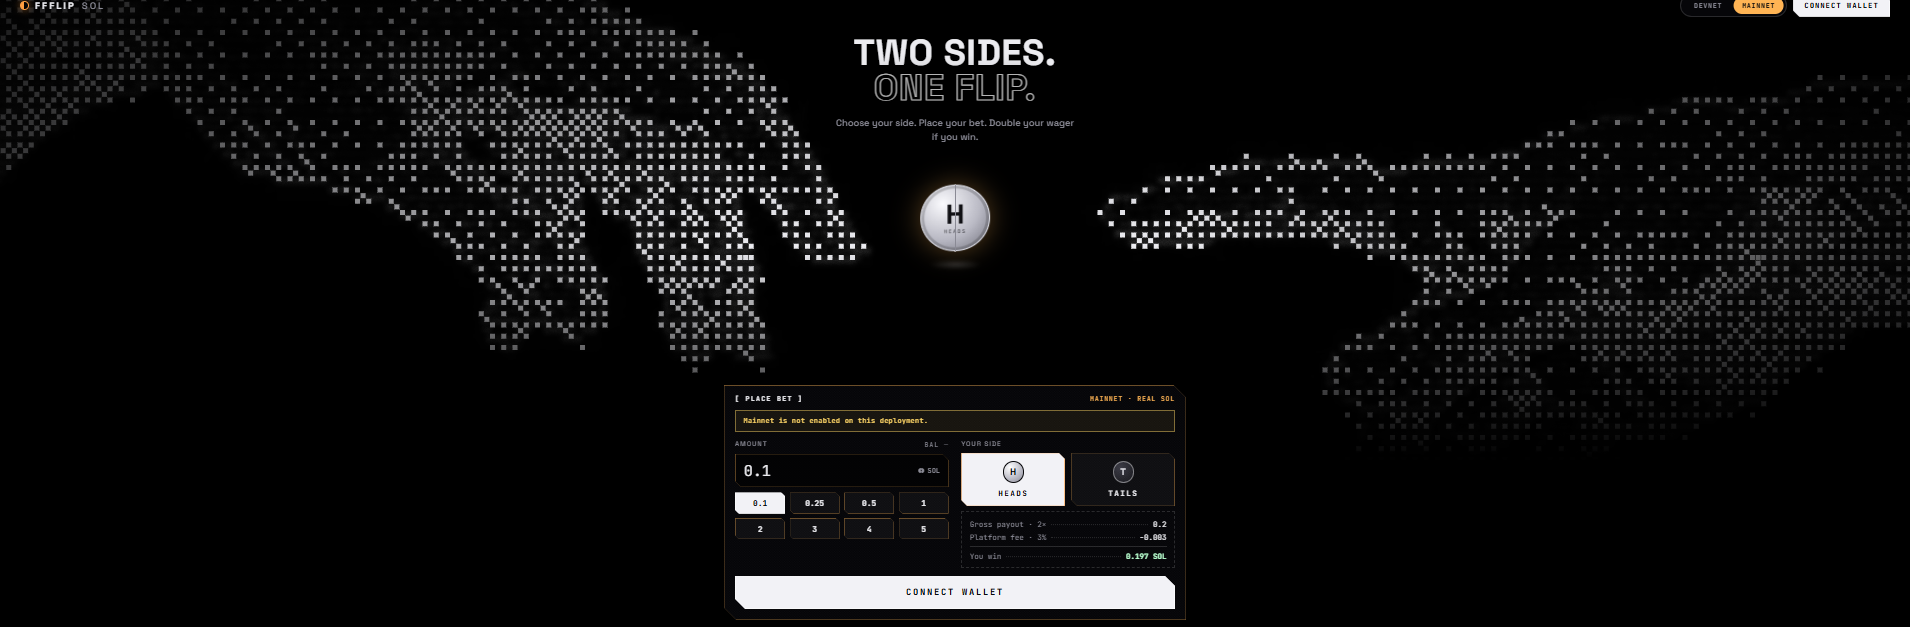 FFFLIP SOL
DEVNET MAINNET CONNECT WALLET
TWO SIDES.
ONE FLIP.
Choose your side. Place your bet. Double your wager
if you win.
H
HEADS
[ PLACE BET ] MAINNET · REAL SOL
Mainnet is not enabled on this deployment.
AMOUNT BAL — YOUR SIDE
0.1 SOL
H T
HEADS TAILS
0.1 0.25 0.5 1
2 3 4 5
Gross payout · 2× 0.2
Platform fee · 3% -0.003
You win 0.197 SOL
CONNECT WALLET